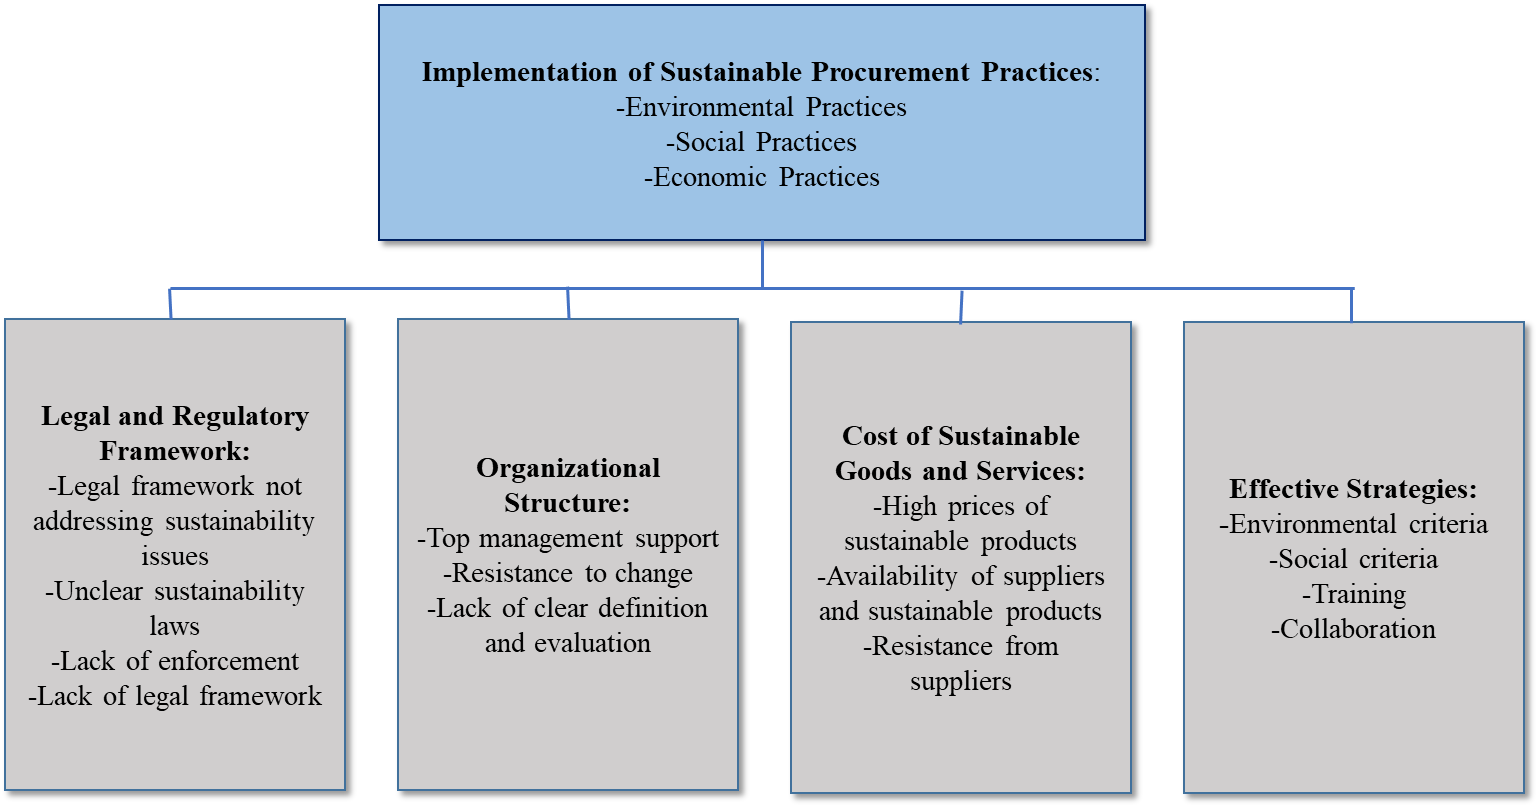 Implementation of Sustainable Procurement Practices:
-Environmental Practices
-Social Practices
-Economic Practices
Legal and Regulatory
Framework:
-Legal framework not
addressing sustainability
issues
-Unclear sustainability
laws
-Lack of enforcement
-Lack of legal framework
Organizational
Structure:
-Top management support
-Resistance to change
-Lack of clear definition
and evaluation
Cost of Sustainable
Goods and Services:
-High prices of
sustainable products
-Availability of suppliers
and sustainable products
-Resistance from
suppliers
Effective Strategies:
-Environmental criteria
-Social criteria
-Training
-Collaboration